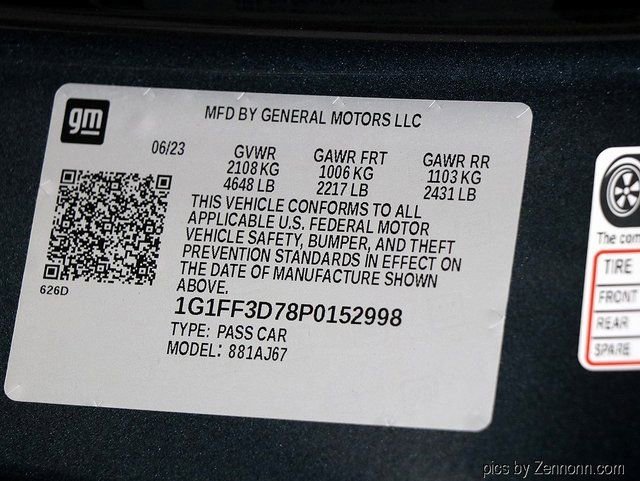 gm
MFD BY GENERAL MOTORS LLC
06/23
GVWR GAWR FRT GAWR RR
2108 KG 1006 KG 1103 KG
4648 LB 2217 LB 2431 LB
THIS VEHICLE CONFORMS TO ALL
APPLICABLE U.S. FEDERAL MOTOR
VEHICLE SAFETY, BUMPER, AND THEFT
PREVENTION STANDARDS IN EFFECT ON
THE DATE OF MANUFACTURE SHOWN
ABOVE.
626D
1G1FF3D78P0152998
TYPE: PASS CAR
MODEL: 881AJ67
The com
TIRE
FRONT
REAR
SPARE
pics by Zennonn.com